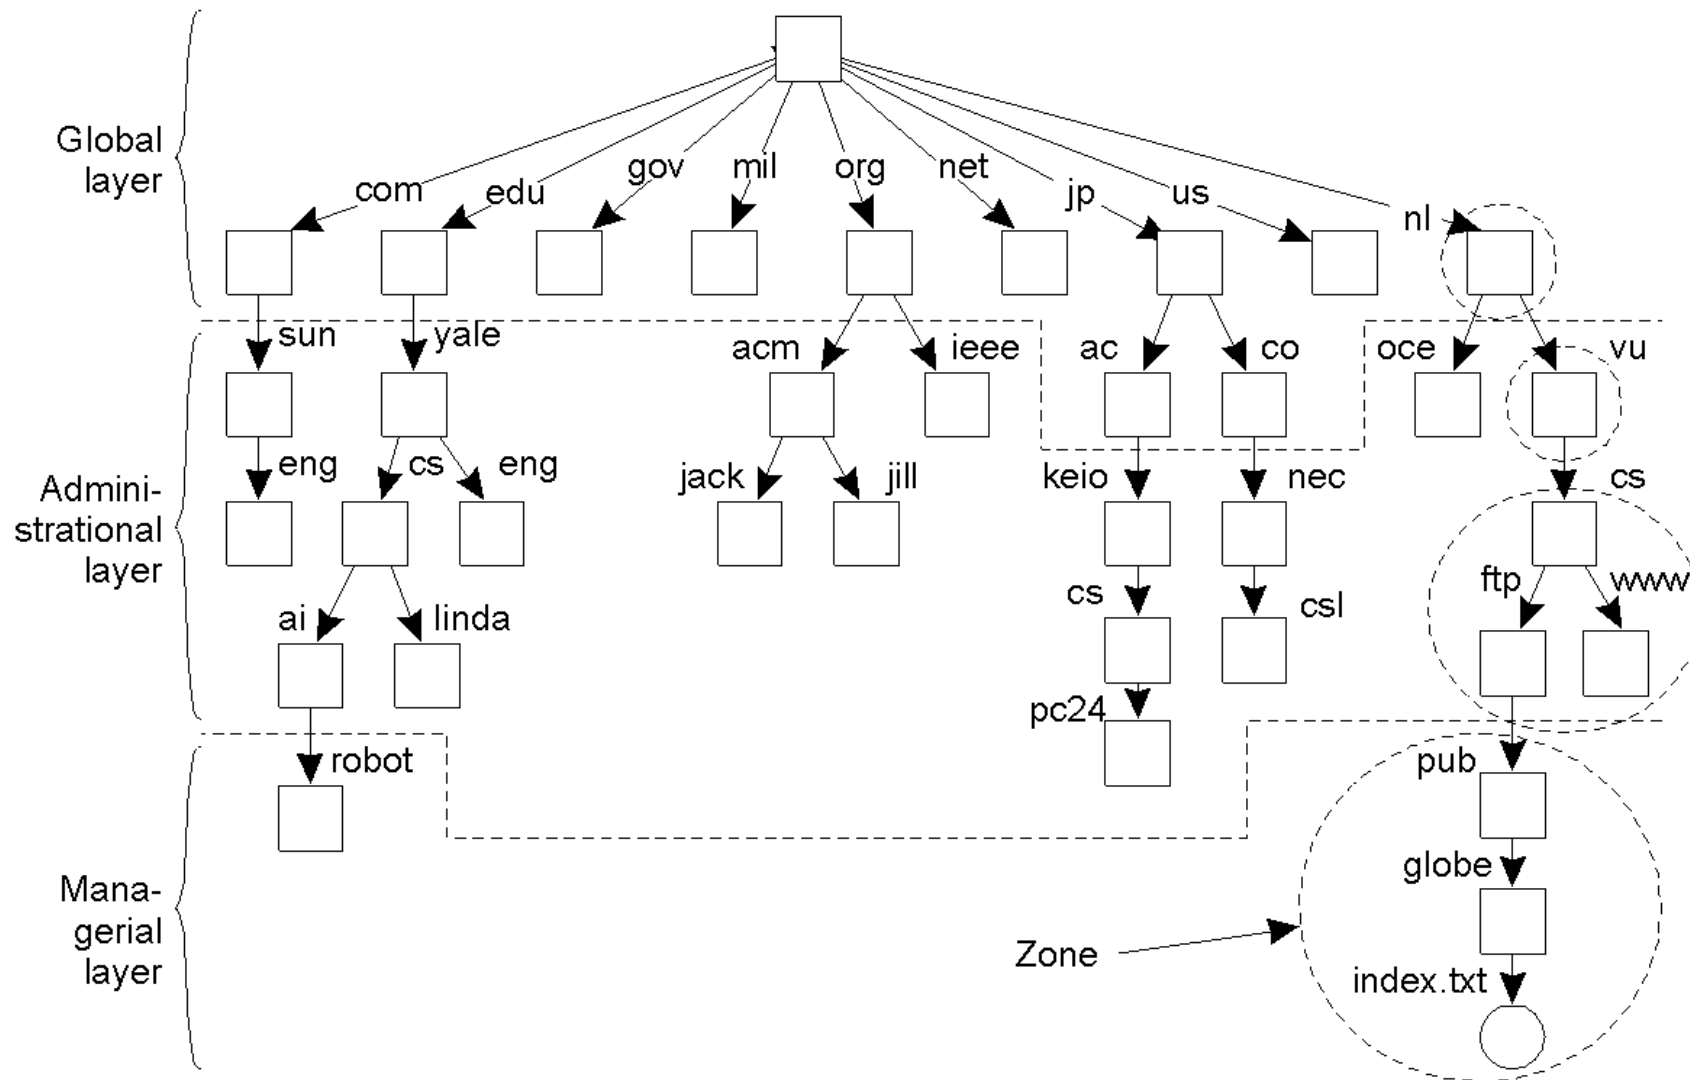 Global
layer
com
edu
gov
mil
org
net
jp
us
nl
sun
yale
acm
ieee
ac
co
oce
vu
Admini-
strational
layer
eng
cs
eng
jack
jill
keio
nec
cs
ai
linda
cs
csl
ftp
www
pc24
Mana-
gerial
layer
robot
pub
globe
Zone
index.txt